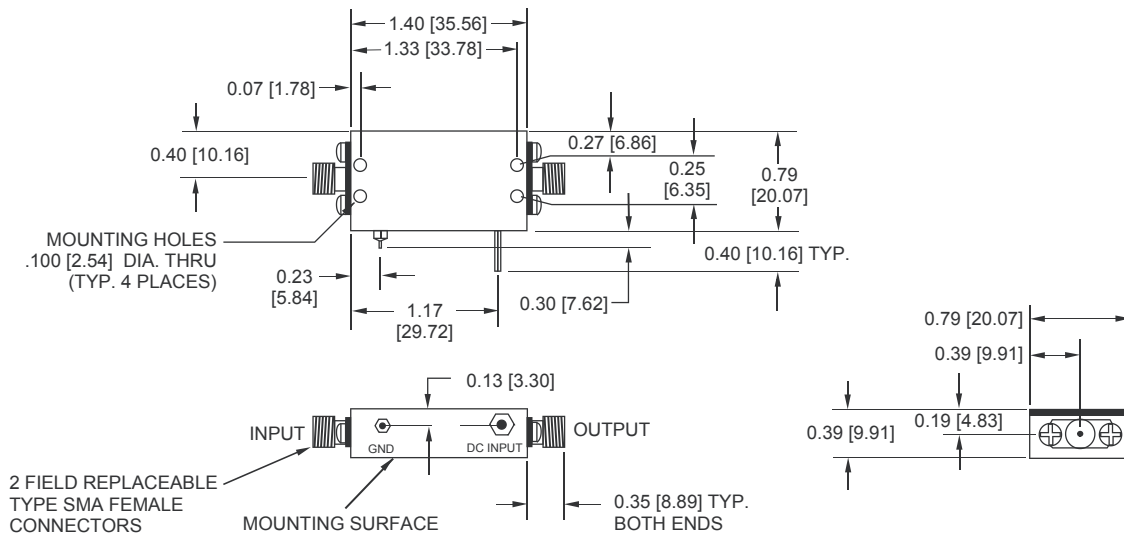 1.40 [35.56]
1.33 [33.78]
0.07 [1.78]
0.40 [10.16]
0.27 [6.86]
0.25
[6.35]
0.79
[20.07]
MOUNTING HOLES
.100 [2.54] DIA. THRU
(TYP. 4 PLACES)
0.40 [10.16] TYP.
0.23
[5.84]
0.30 [7.62]
1.17
[29.72]
0.79 [20.07]
0.39 [9.91]
0.13 [3.30]
0.19 [4.83]
0.39 [9.91]
INPUT
GND
DC INPUT
OUTPUT
2 FIELD REPLACEABLE
TYPE SMA FEMALE
CONNECTORS
MOUNTING SURFACE
0.35 [8.89] TYP.
BOTH ENDS